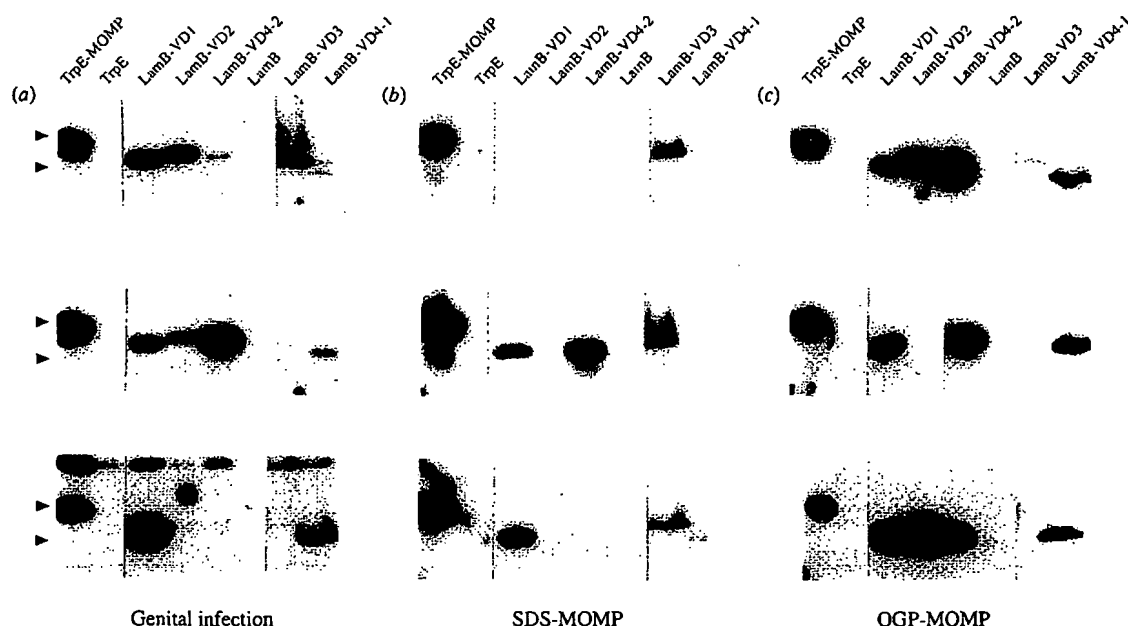 (a)
TrpE-MOMP
TrpE
LamB-VD1
LamB-VD2
LamB-VD4-2
LamB
LamB-VD3
LamB-VD4-1
(b)
TrpE-MOMP
TrpE
LamB-VD1
LamB-VD2
LamB-VD4-2
LamB
LamB-VD3
LamB-VD4-1
(c)
TrpE-MOMP
TrpE
LamB-VD1
LamB-VD2
LamB-VD4-2
LamB
LamB-VD3
LamB-VD4-1
Genital infection
SDS-MOMP
OGP-MOMP